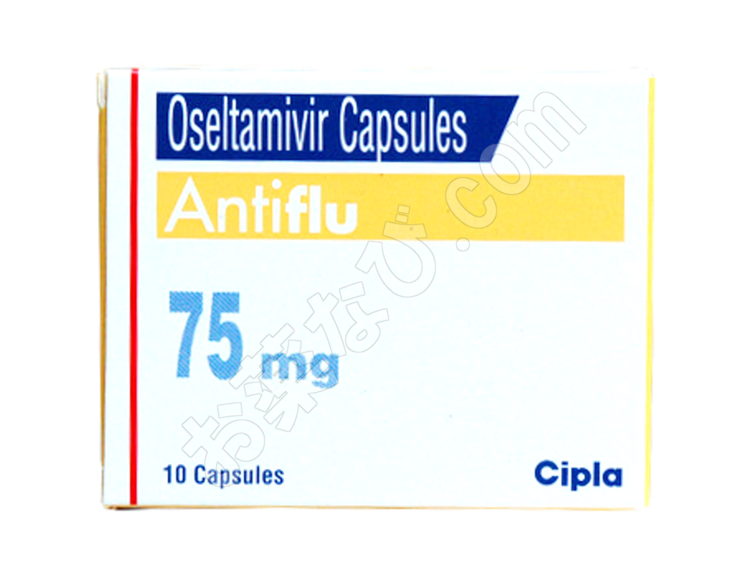 Oseltamivir Capsules
Antiflu
75 mg
10 Capsules
Cipla
お薬なび.com